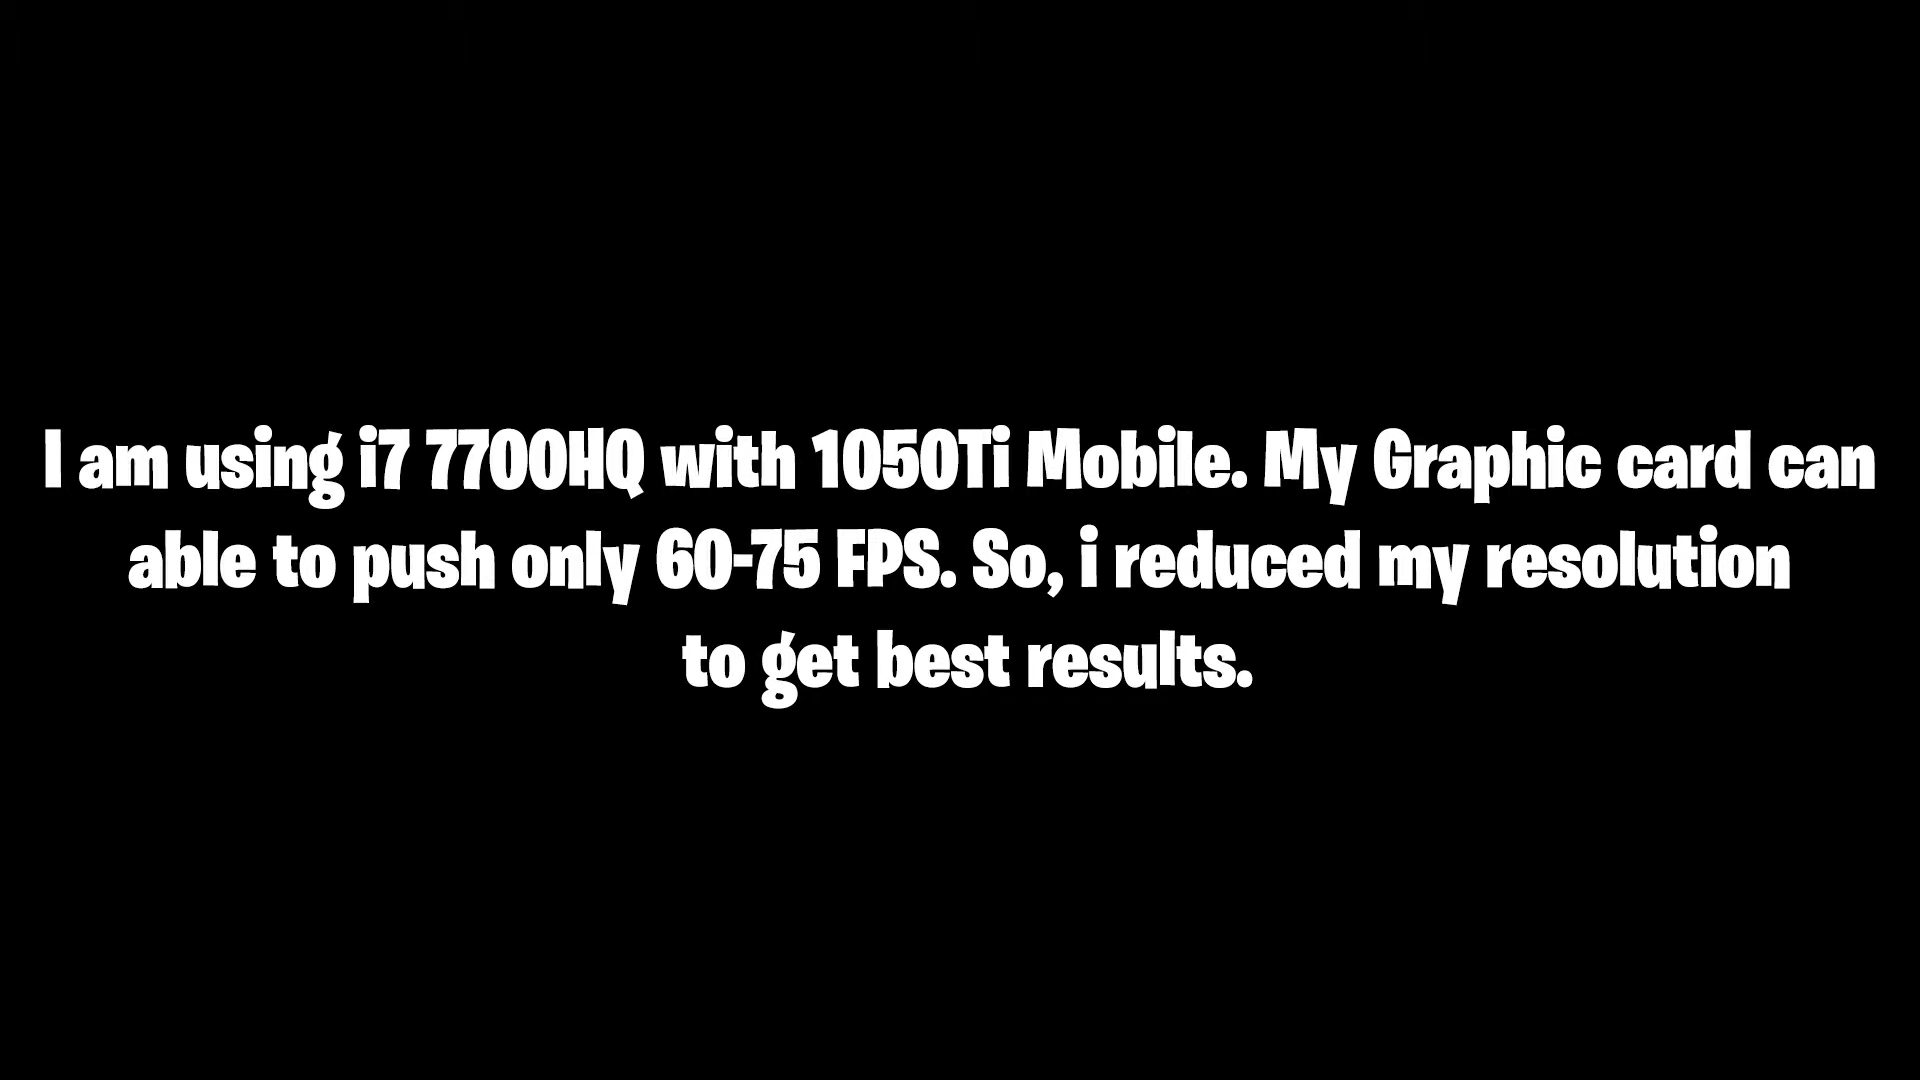 I am using i7 7700HQ with 1050Ti Mobile. My Graphic card can
able to push only 60-75 FPS. So, i reduced my resolution
to get best results.